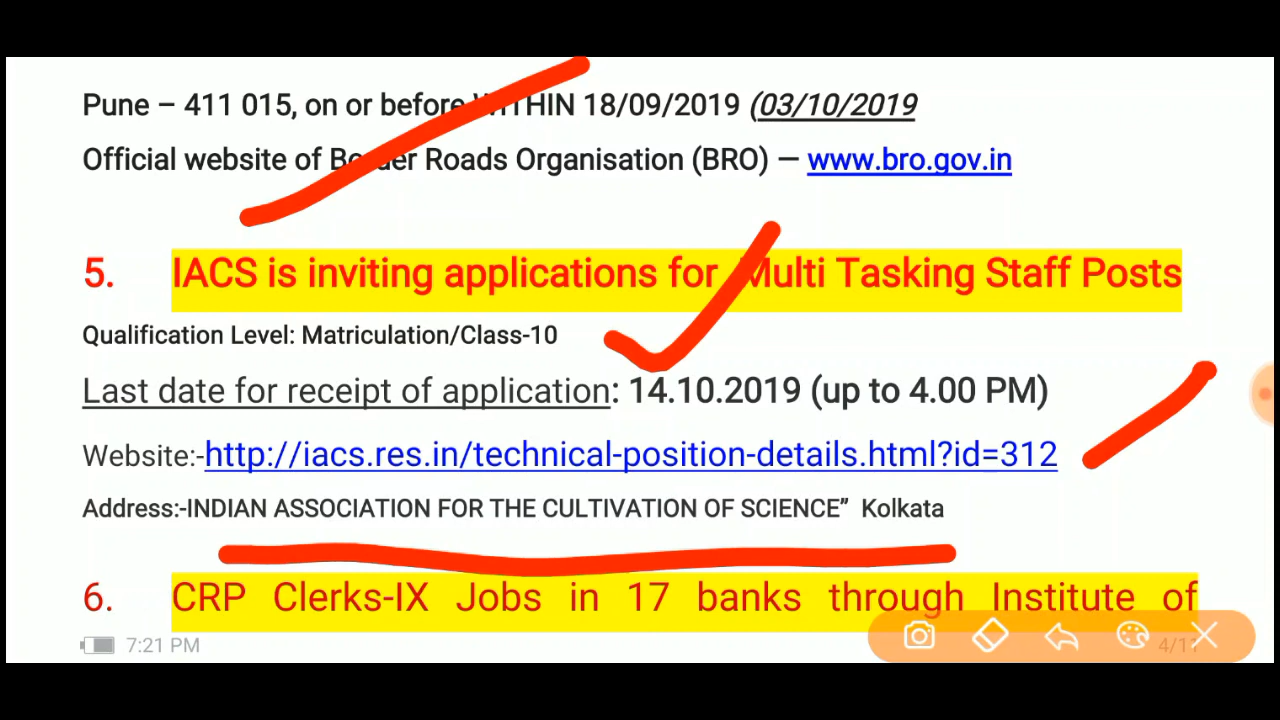 Pune – 411 015, on or before WITHIN 18/09/2019 (03/10/2019
Official website of Border Roads Organisation (BRO) — www.bro.gov.in
5. IACS is inviting applications for Multi Tasking Staff Posts
Qualification Level: Matriculation/Class-10
Last date for receipt of application: 14.10.2019 (up to 4.00 PM)
Website:-http://iacs.res.in/technical-position-details.html?id=312
Address:-INDIAN ASSOCIATION FOR THE CULTIVATION OF SCIENCE” Kolkata
6. CRP Clerks-IX Jobs in 17 banks through Institute of
7:21 PM 4/11